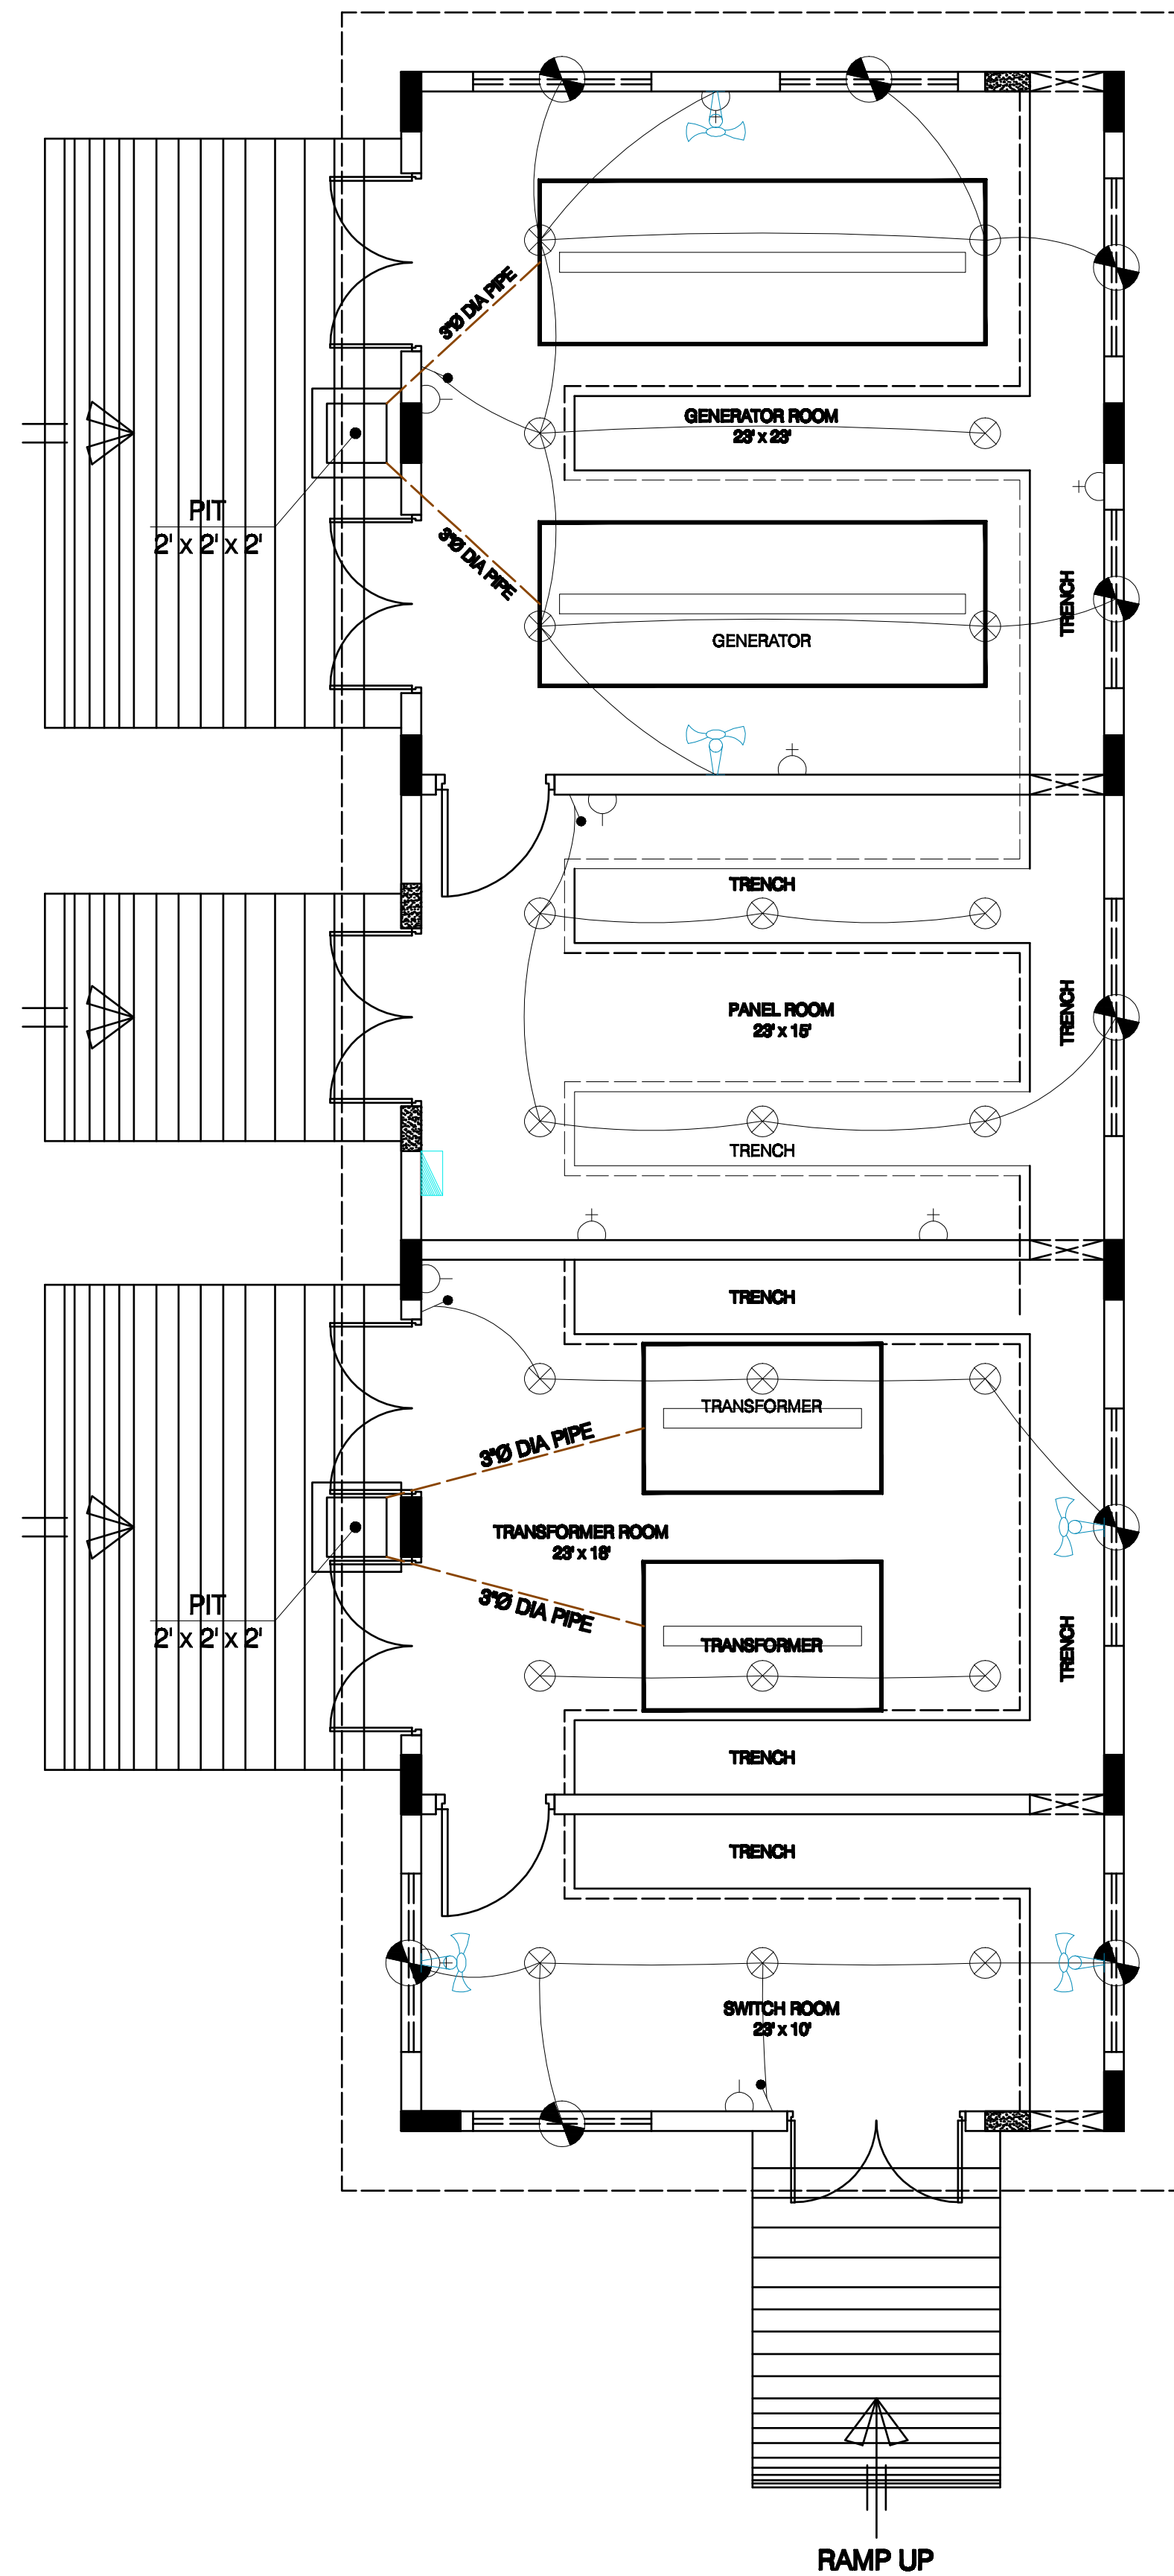 3"Ø DIA PIPE
GENERATOR ROOM
23' x 23'
PIT
2' x 2' x 2'
3"Ø DIA PIPE
TRENCH
GENERATOR
TRENCH
PANEL ROOM
23' x 15'
TRENCH
TRENCH
TRENCH
TRANSFORMER
3"Ø DIA PIPE
TRANSFORMER ROOM
23' x 18'
PIT
2' x 2' x 2'
3"Ø DIA PIPE
TRANSFORMER
TRENCH
TRENCH
TRENCH
SWITCH ROOM
23' x 10'
RAMP UP